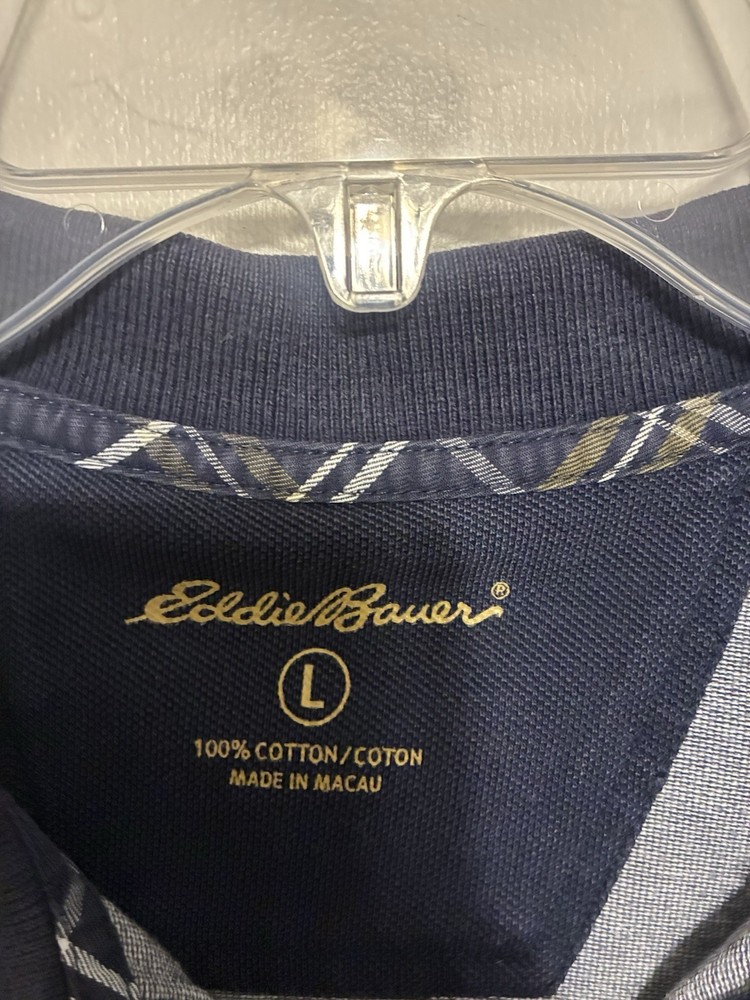 Eddie Bauer®
L
100% COTTON/COTON
MADE IN MACAU